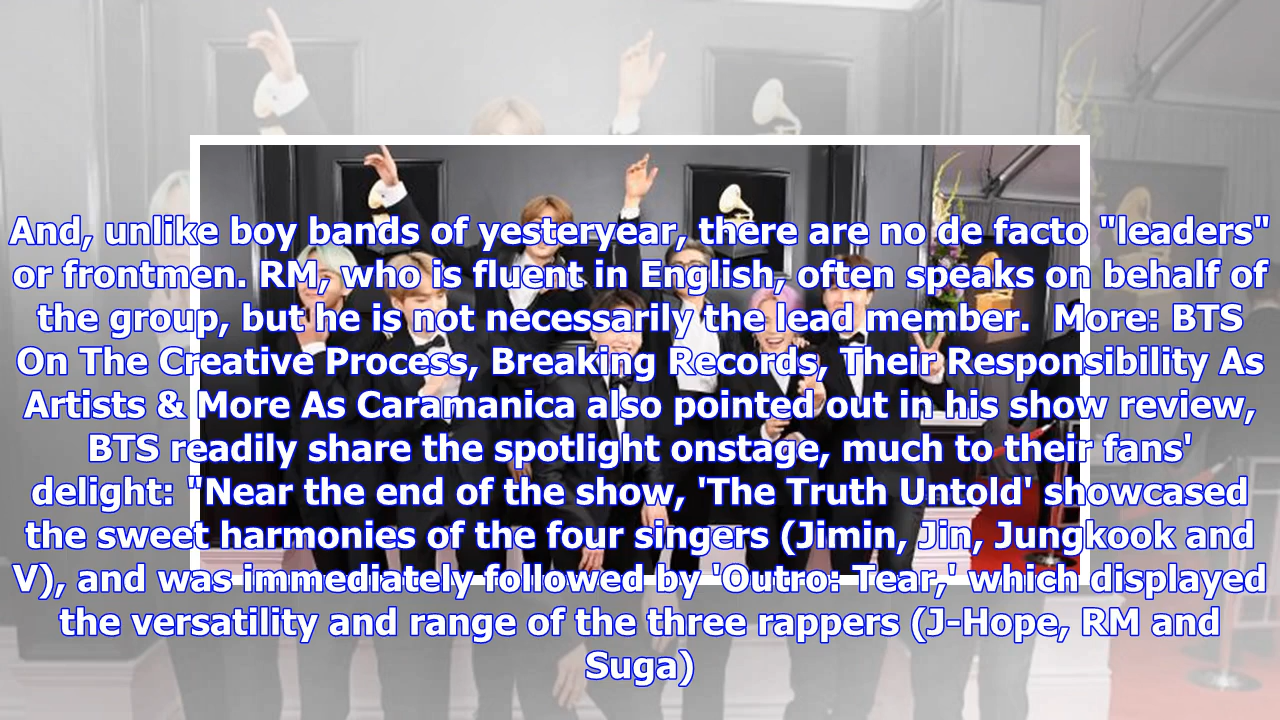 And, unlike boy bands of yesteryear, there are no de facto "leaders"
or frontmen. RM, who is fluent in English, often speaks on behalf of
the group, but he is not necessarily the lead member.  More: BTS
On The Creative Process, Breaking Records, Their Responsibility As
Artists & More As Caramanica also pointed out in his show review,
BTS readily share the spotlight onstage, much to their fans'
delight: "Near the end of the show, 'The Truth Untold' showcased
the sweet harmonies of the four singers (Jimin, Jin, Jungkook and
V), and was immediately followed by 'Outro: Tear,' which displayed
the versatility and range of the three rappers (J-Hope, RM and
Suga)